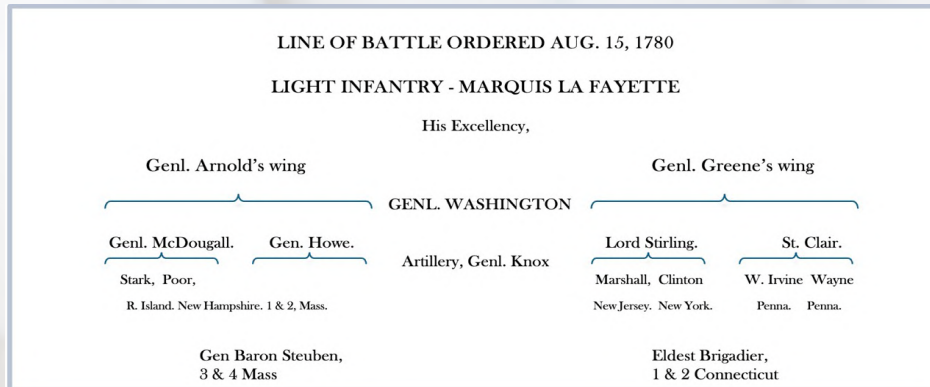 LINE OF BATTLE ORDERED AUG. 15, 1780
LIGHT INFANTRY - MARQUIS LA FAYETTE
His Excellency,
Genl. Arnold’s wing
Genl. Greene’s wing
GENL. WASHINGTON
Genl. McDougall.
Gen. Howe.
Lord Stirling.
St. Clair.
Artillery, Genl. Knox
Stark, Poor,
Marshall, Clinton
W. Irvine Wayne
R. Island. New Hampshire. 1 & 2, Mass.
New Jersey. New York.
Penna. Penna.
Gen Baron Steuben,
3 & 4 Mass
Eldest Brigadier,
1 & 2 Connecticut